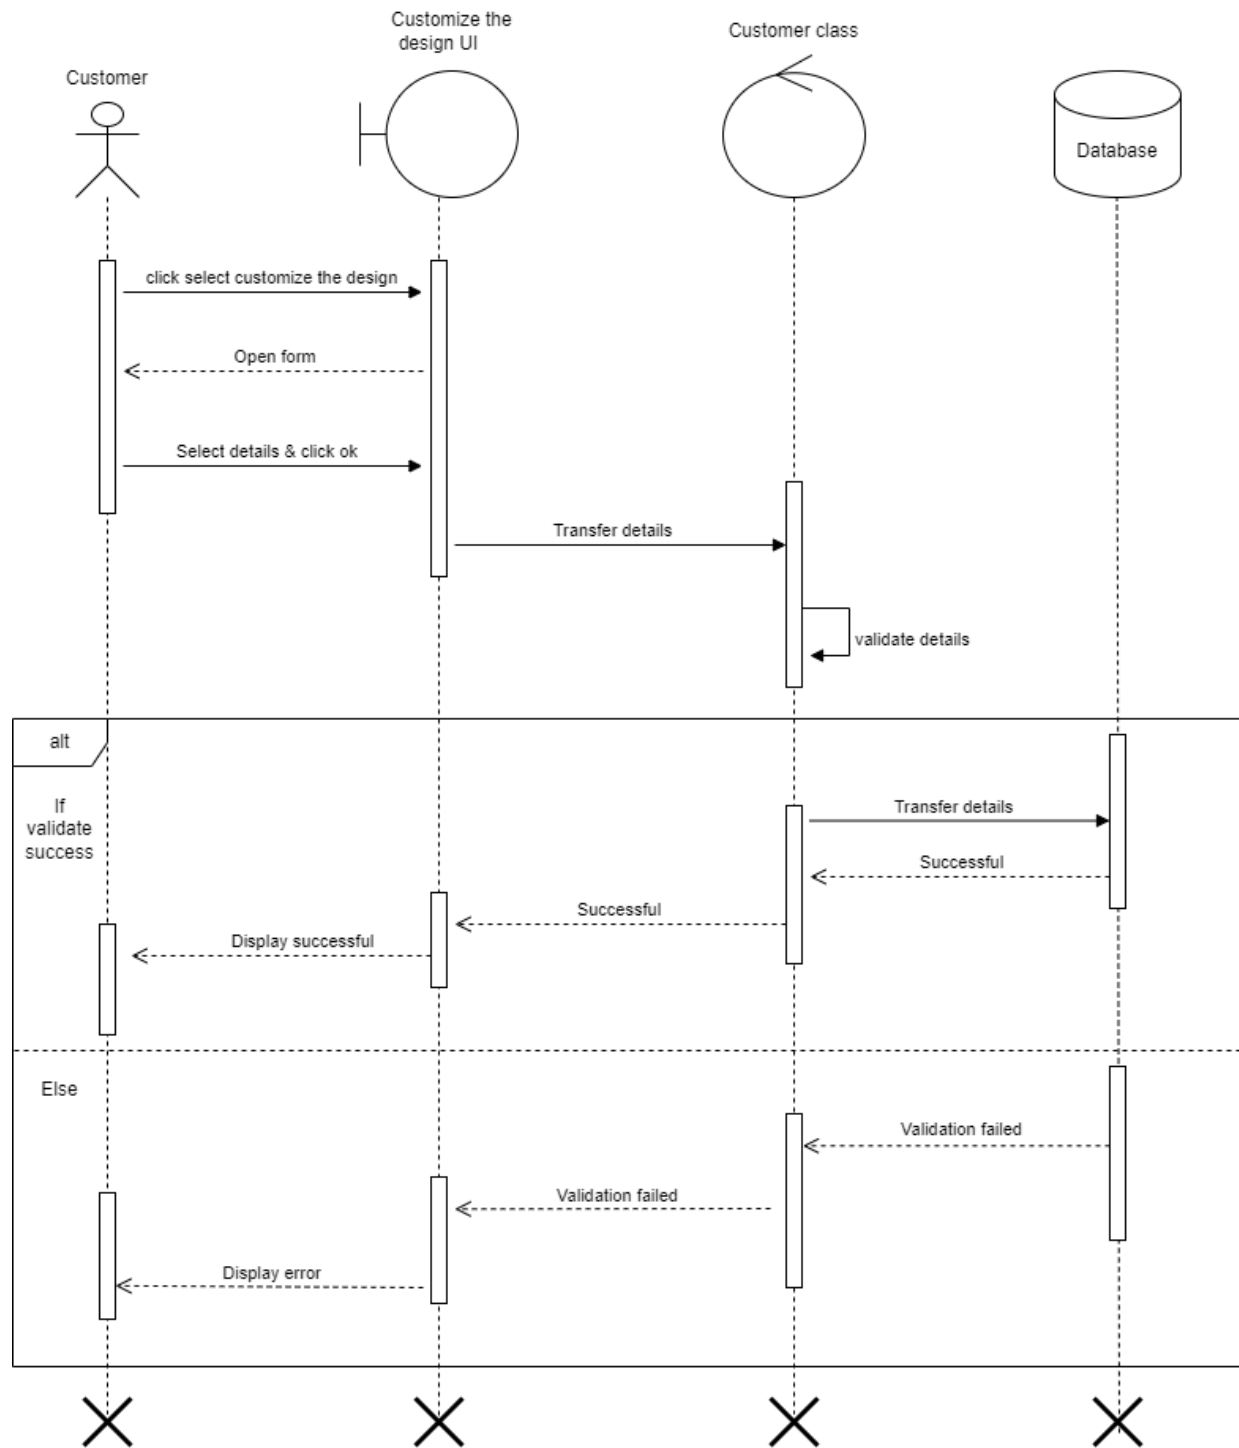 Customize the
design UI
Customer class
Customer
Database
click select customize the design
Open form
Select details & click ok
Transfer details
validate details
alt
If
validate
success
Transfer details
Successful
Successful
Display successful
Else
Validation failed
Validation failed
Display error